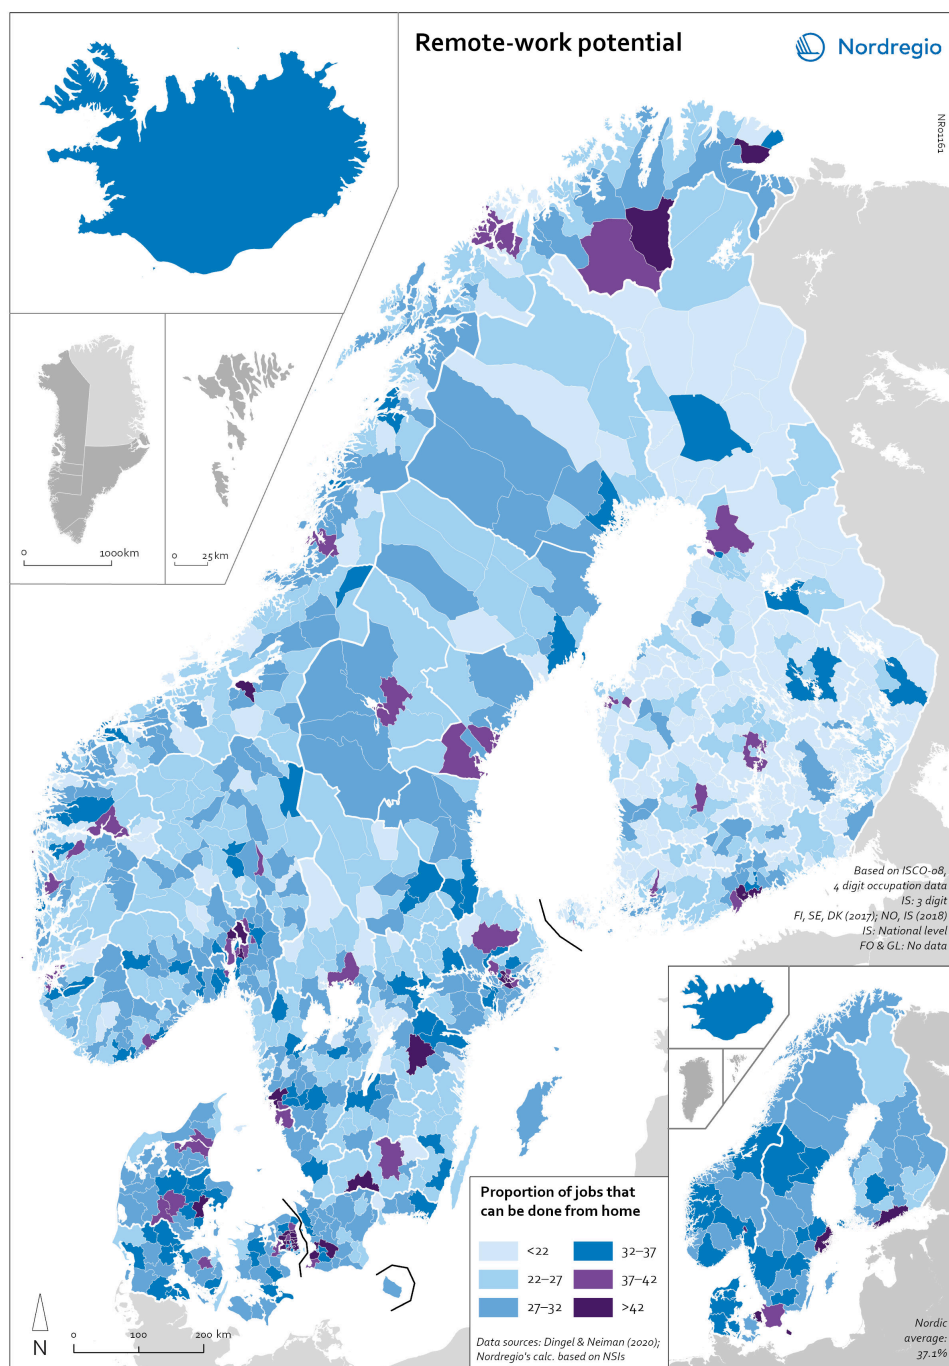 Remote-work potential
Nordregio
NR01161
0
1000km
0
25 km
Based on ISCO-08,
4 digit occupation data
IS: 3 digit
FI, SE, DK (2017); NO, IS (2018)
IS: National level
FO & GL: No data
Proportion of jobs that
can be done from home
<22
32–37
22–27
37–42
27–32
>42
Data sources: Dingel & Neiman (2020);
Nordregio's calc. based on NSIs
N
0
100
200 km
Nordic
average:
37.1%